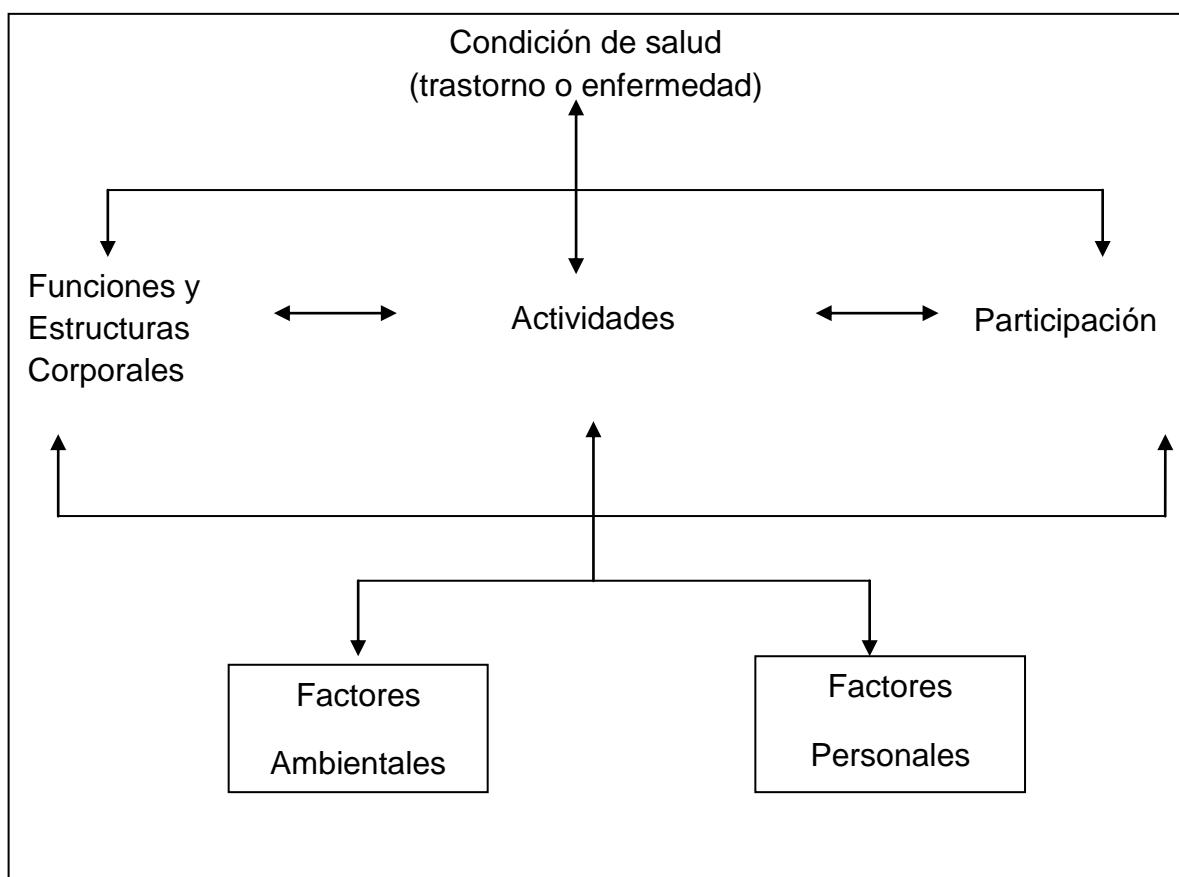 Condición de salud
(trastorno o enfermedad)
Funciones y
Estructuras
Corporales
Actividades
Participación
Factores
Ambientales
Factores
Personales